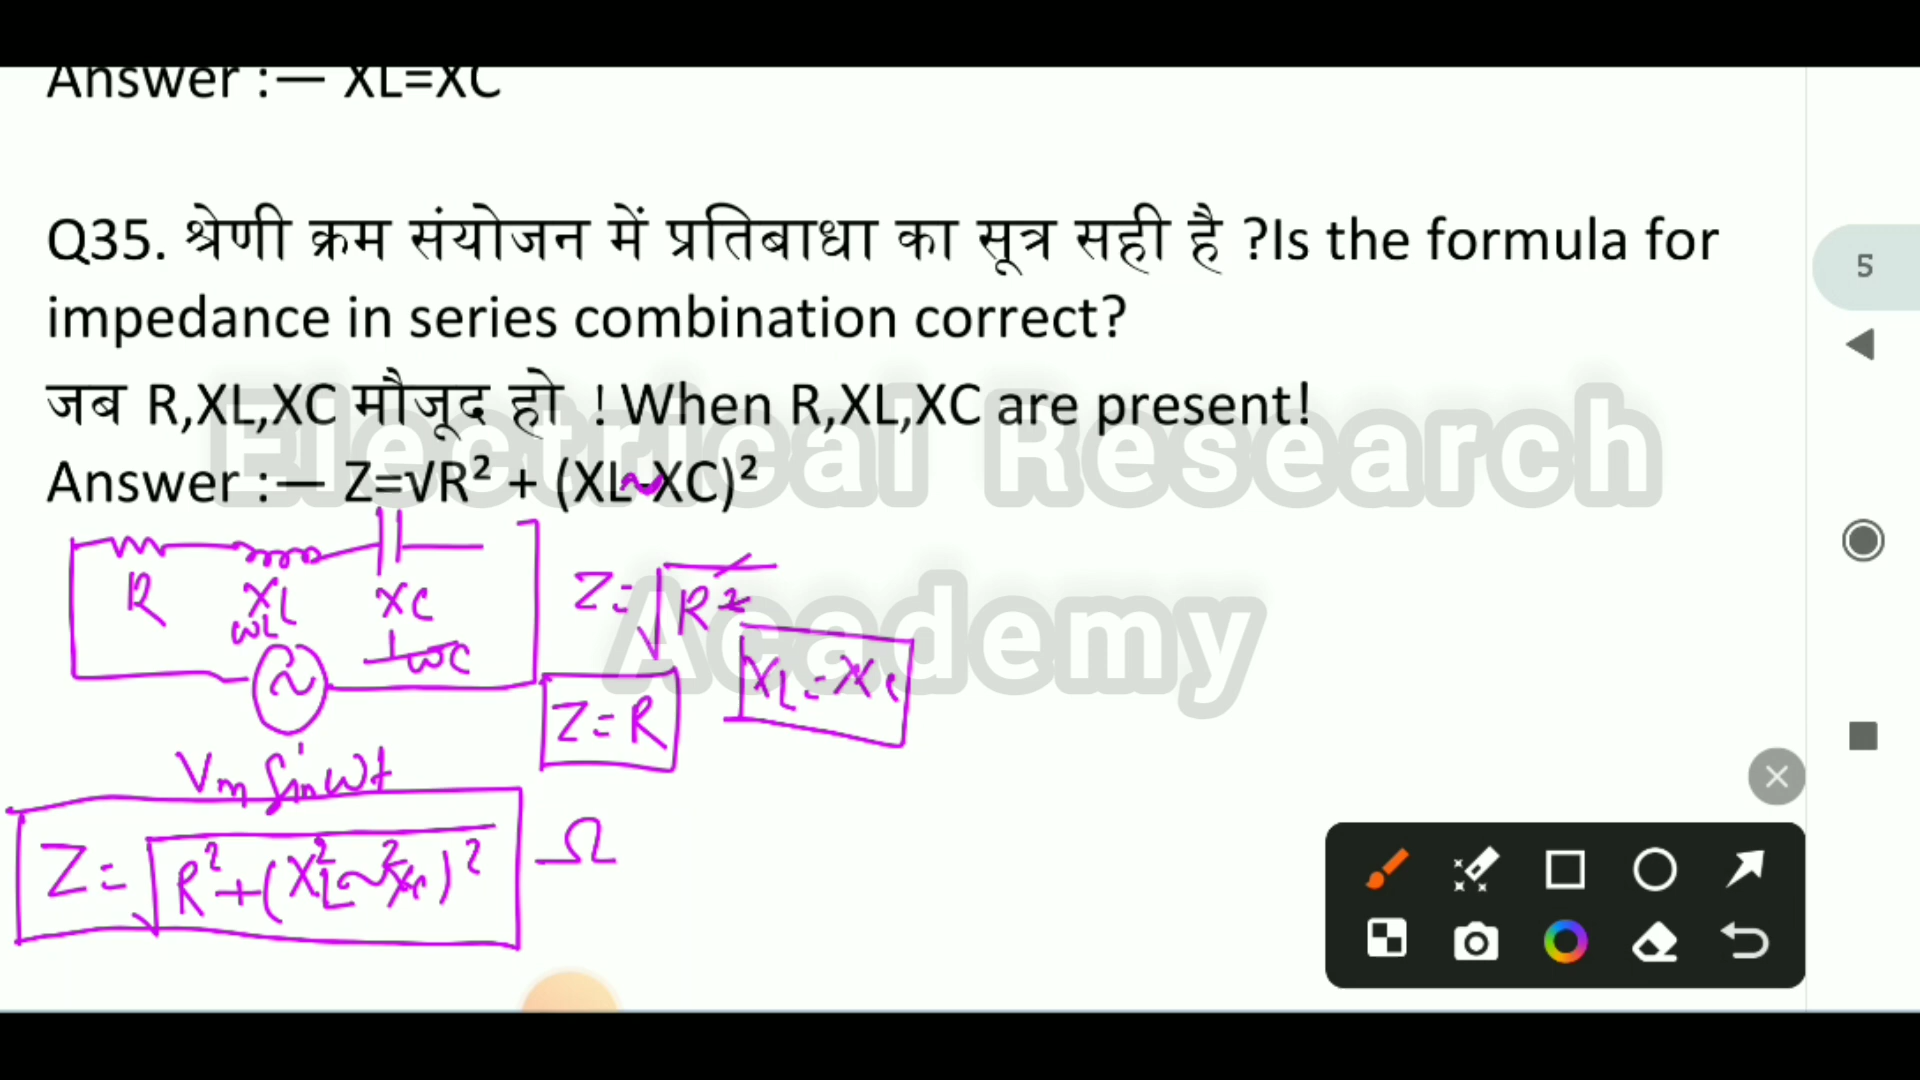 Answer :— XL=XC
Q35. श्रेणी क्रम संयोजन में प्रतिबाधा का सूत्र सही है ?Is the formula for
impedance in series combination correct?
जब R,XL,XC मौजूद हो ! When R,XL,XC are present!
Answer :— Z=√R² + (XL~XC)²
Electrical Research
Academy
R XL XC
ωL 1/ωC
Vm Sin ωt
Z=√R²
Z=R
XL=XC
Z=√R²+(XL²~²XC)² Ω
5